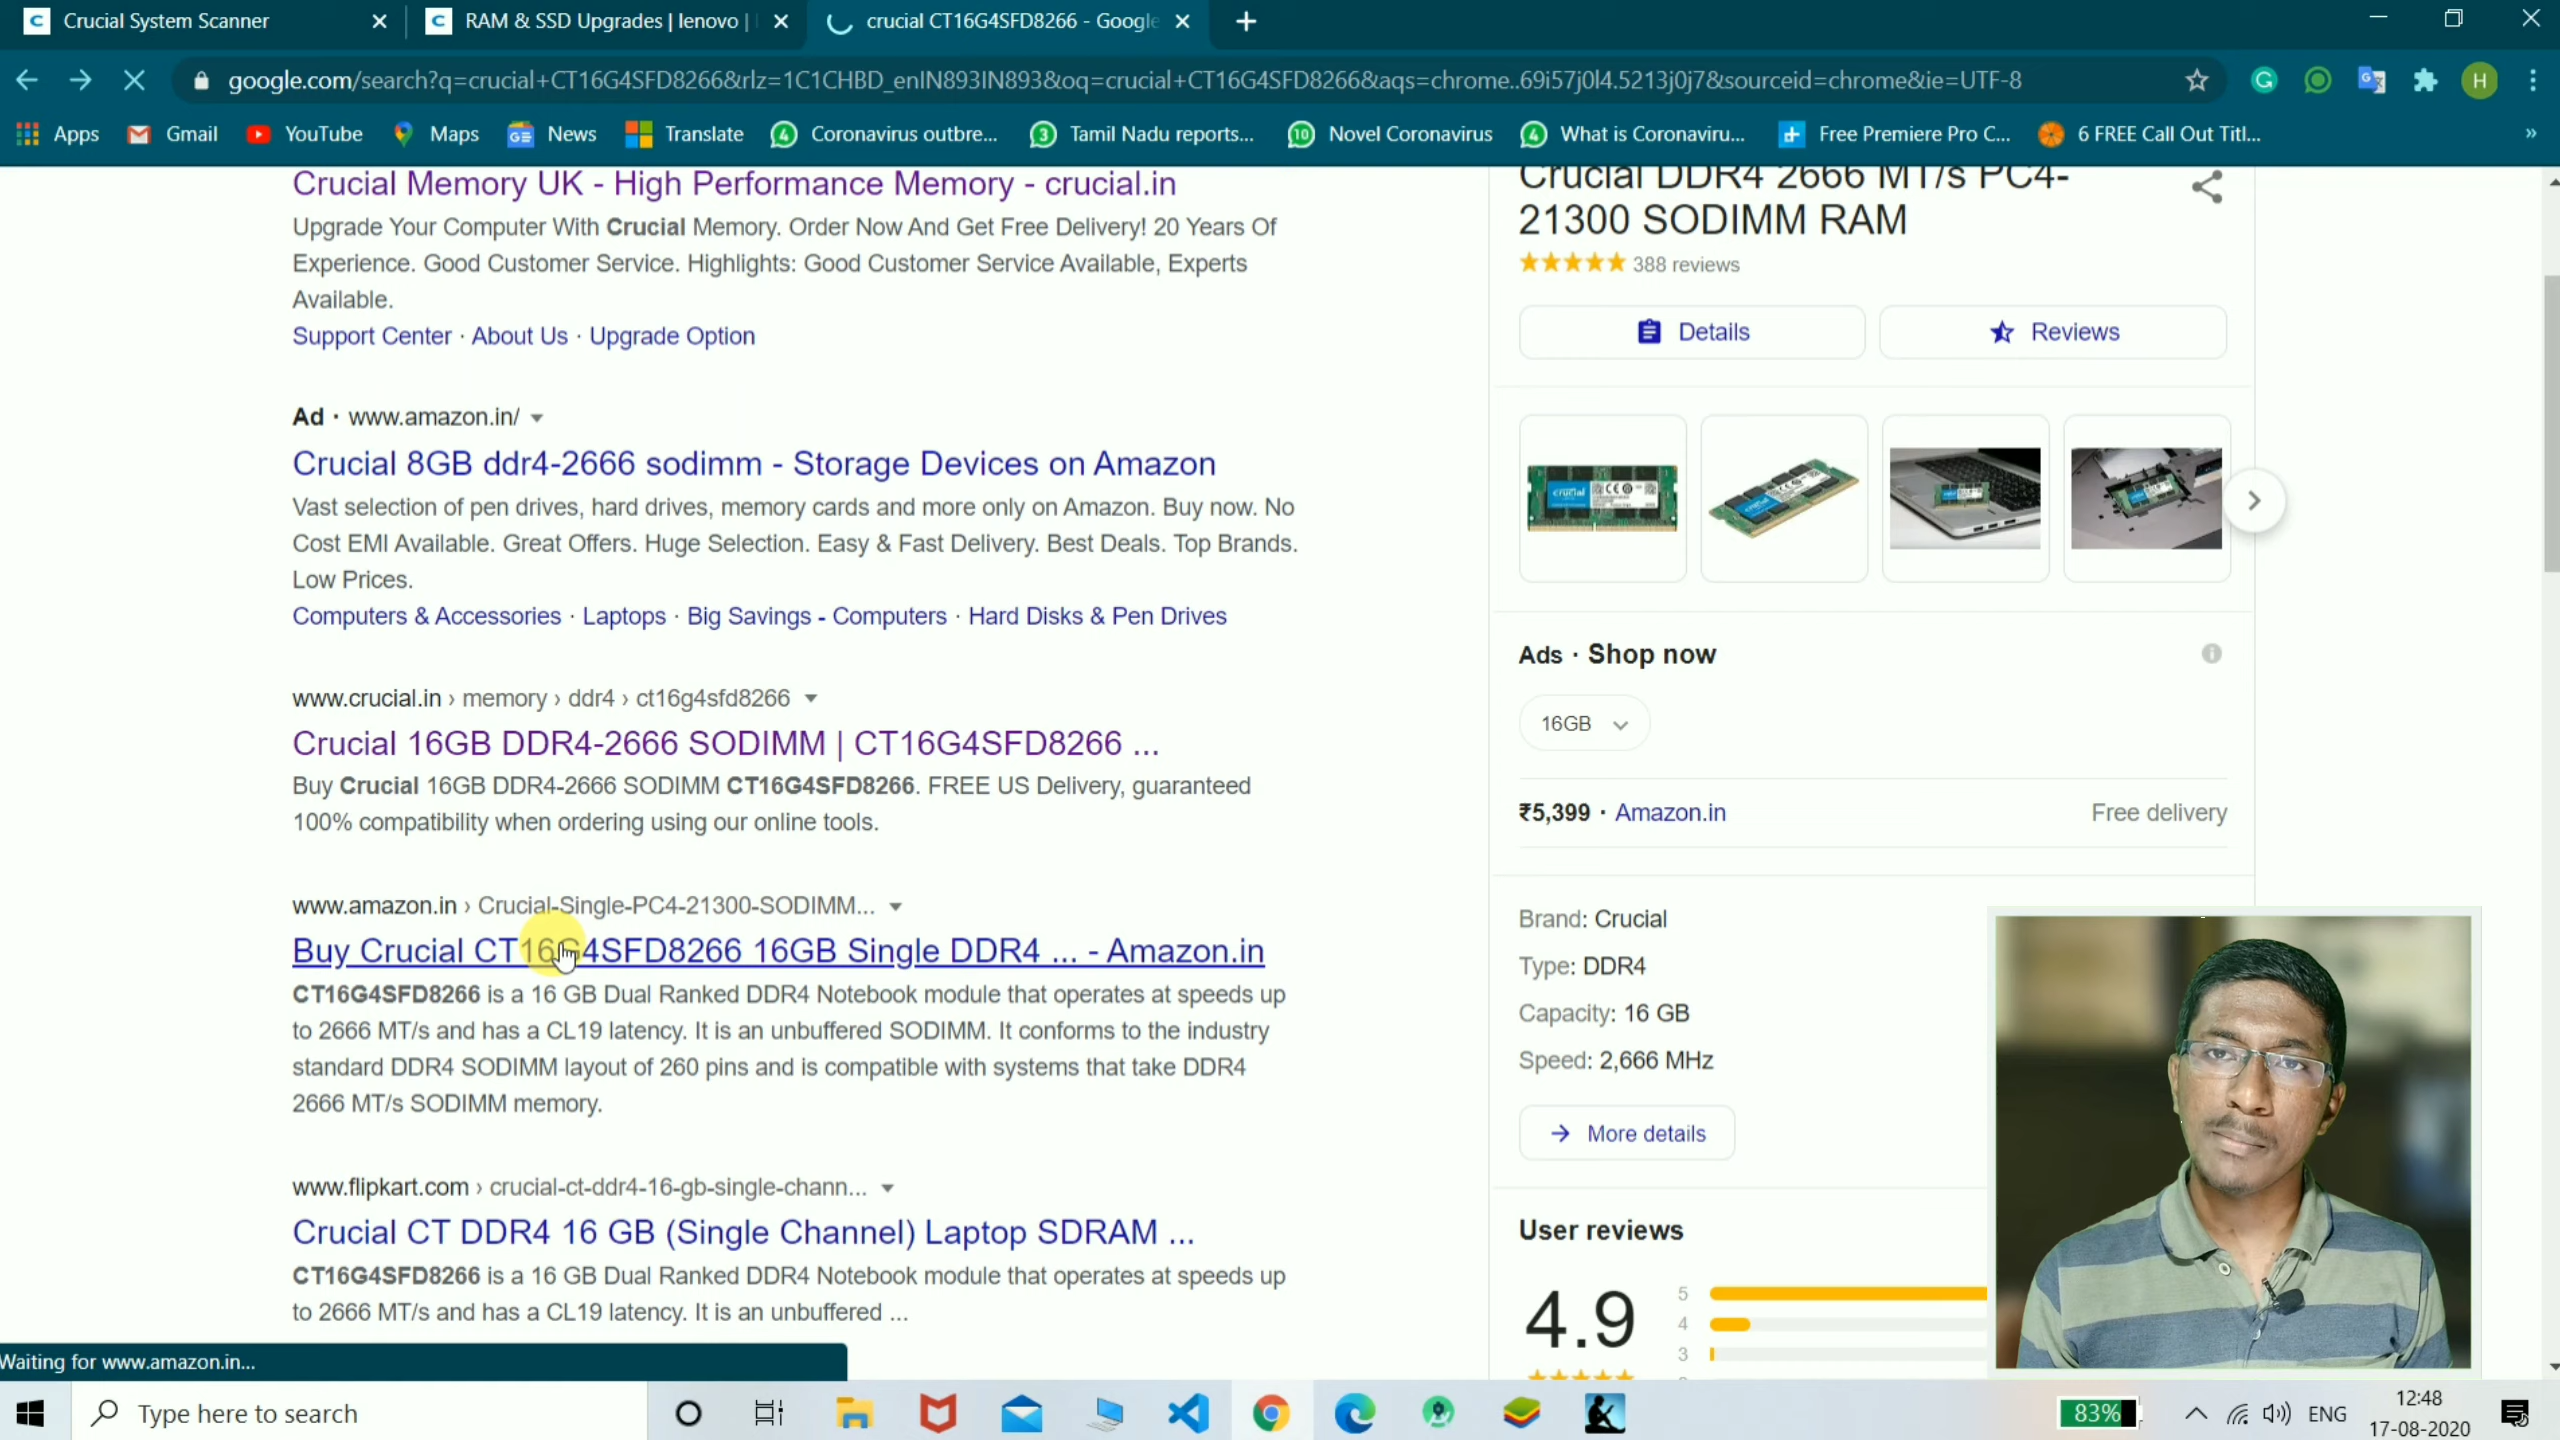 Crucial System Scanner
RAM & SSD Upgrades | lenovo |
crucial CT16G4SFD8266 - Google
google.com/search?q=crucial+CT16G4SFD8266&rlz=1C1CHBD_enIN893IN893&oq=crucial+CT16G4SFD8266&aqs=chrome..69i57j0l4.5213j0j7&sourceid=chrome&ie=UTF-8
H
Apps
Gmail
YouTube
Maps
News
Translate
Coronavirus outbre...
Tamil Nadu reports...
Novel Coronavirus
What is Coronaviru...
Free Premiere Pro C...
6 FREE Call Out Titl...
»
Crucial Memory UK - High Performance Memory - crucial.in
Upgrade Your Computer With Crucial Memory. Order Now And Get Free Delivery! 20 Years Of
Experience. Good Customer Service. Highlights: Good Customer Service Available, Experts
Available.
Support Center · About Us · Upgrade Option
Ad · www.amazon.in/
Crucial 8GB ddr4-2666 sodimm - Storage Devices on Amazon
Vast selection of pen drives, hard drives, memory cards and more only on Amazon. Buy now. No
Cost EMI Available. Great Offers. Huge Selection. Easy & Fast Delivery. Best Deals. Top Brands.
Low Prices.
Computers & Accessories · Laptops · Big Savings - Computers · Hard Disks & Pen Drives
www.crucial.in › memory › ddr4 › ct16g4sfd8266
Crucial 16GB DDR4-2666 SODIMM | CT16G4SFD8266 ...
Buy Crucial 16GB DDR4-2666 SODIMM CT16G4SFD8266. FREE US Delivery, guaranteed
100% compatibility when ordering using our online tools.
www.amazon.in › Crucial-Single-PC4-21300-SODIMM...
Buy Crucial CT16G4SFD8266 16GB Single DDR4 ... - Amazon.in
CT16G4SFD8266 is a 16 GB Dual Ranked DDR4 Notebook module that operates at speeds up
to 2666 MT/s and has a CL19 latency. It is an unbuffered SODIMM. It conforms to the industry
standard DDR4 SODIMM layout of 260 pins and is compatible with systems that take DDR4
2666 MT/s SODIMM memory.
www.flipkart.com › crucial-ct-ddr4-16-gb-single-chann...
Crucial CT DDR4 16 GB (Single Channel) Laptop SDRAM ...
CT16G4SFD8266 is a 16 GB Dual Ranked DDR4 Notebook module that operates at speeds up
to 2666 MT/s and has a CL19 latency. It is an unbuffered ...
Waiting for www.amazon.in...
Crucial DDR4 2666 MT/s PC4-
21300 SODIMM RAM
388 reviews
Details
Reviews
crucial
Ads · Shop now
16GB
₹5,399 · Amazon.in
Free delivery
Brand: Crucial
Type: DDR4
Capacity: 16 GB
Speed: 2,666 MHz
More details
User reviews
4.9
5
4
3
Type here to search
83%
ENG
12:48
17-08-2020